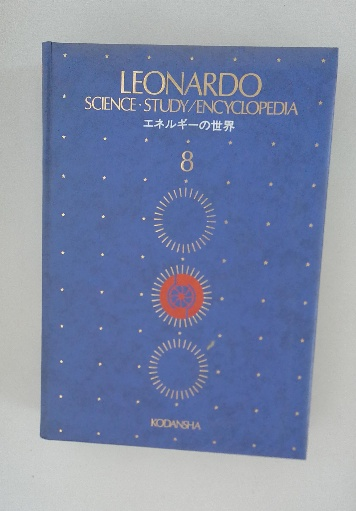 LEONARDO
SCIENCE・STUDY/ENCYCLOPEDIA
エネルギーの世界
8
KODANSHA